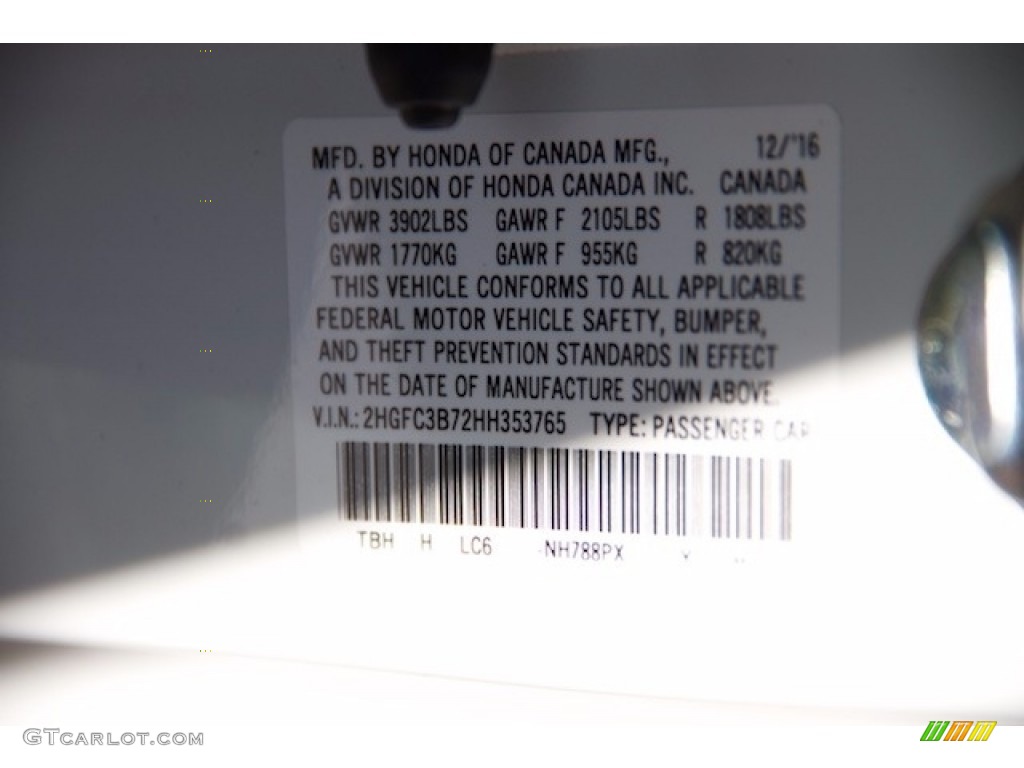 MFD. BY HONDA OF CANADA MFG., 12/'16
A DIVISION OF HONDA CANADA INC. CANADA
GVWR 3902LBS GAWR F 2105LBS R 1808LBS
GVWR 1770KG GAWR F 955KG R 820KG
THIS VEHICLE CONFORMS TO ALL APPLICABLE
FEDERAL MOTOR VEHICLE SAFETY, BUMPER,
AND THEFT PREVENTION STANDARDS IN EFFECT
ON THE DATE OF MANUFACTURE SHOWN ABOVE.
V.I.N.: 2HGFC3B72HH353765 TYPE: PASSENGER CAR
TBH H LC6 NH788PX
GTCARLOT.COM